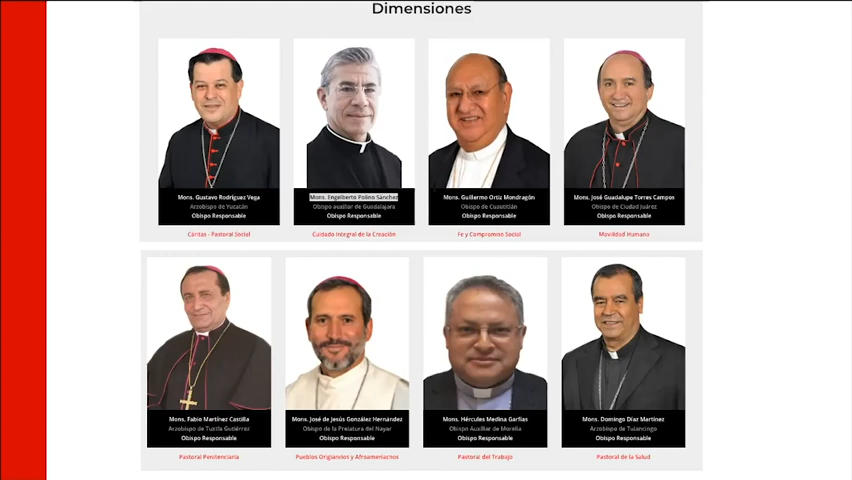 Dimensiones
Mons. Gustavo Rodríguez Vega
Arzobispo de Yucatán
Obispo Responsable
Cáritas - Pastoral Social
Mons. Engelberto Polino Sánchez
Obispo auxiliar de Guadalajara
Obispo Responsable
Cuidado Integral de la Creación
Mons. Guillermo Ortiz Mondragón
Obispo de Cuautitlán
Obispo Responsable
Fe y Compromiso Social
Mons. José Guadalupe Torres Campos
Obispo de Ciudad Juárez
Obispo Responsable
Movilidad Humana
Mons. Fabio Martínez Castilla
Arzobispo de Tuxtla Gutiérrez
Obispo Responsable
Pastoral Penitenciaria
Mons. José de Jesús González Hernández
Obispo de la Prelatura del Nayar
Obispo Responsable
Pueblos Originarios y Afroamericanos
Mons. Hércules Medina Garfias
Obispo Auxiliar de Morelia
Obispo Responsable
Pastoral del Trabajo
Mons. Domingo Díaz Martínez
Arzobispo de Tulancingo
Obispo Responsable
Pastoral de la Salud